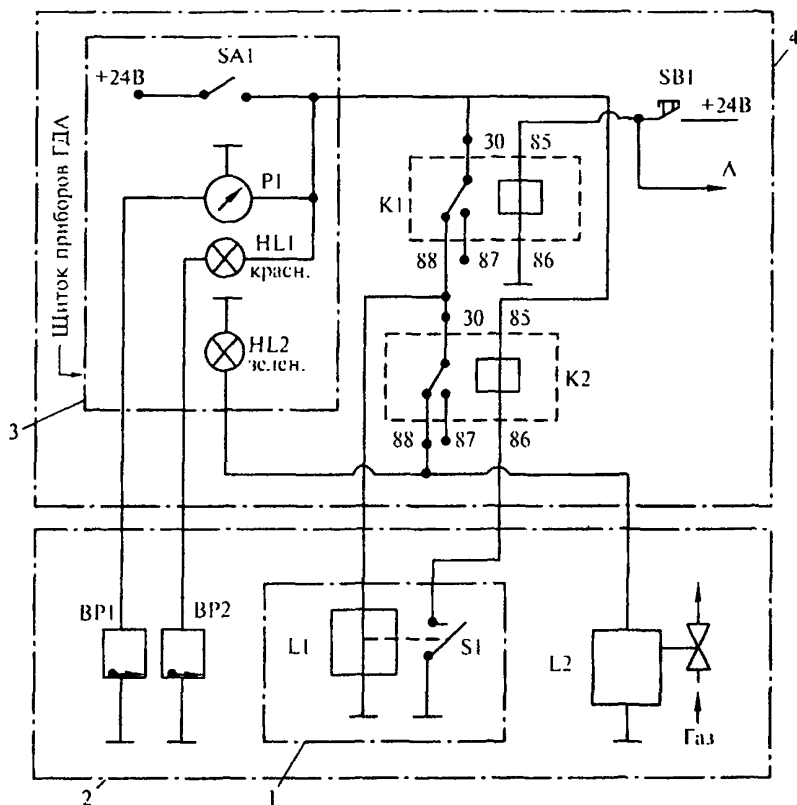 4
SA1
+24В
SB1
+24В
30
85
Л
Щиток приборов ГДА
P1
K1
HL1
красн.
88
87
86
30
85
HL2
зелен.
K2
3
88
87
86
BP1
BP2
L1
S1
L2
Газ
2
1